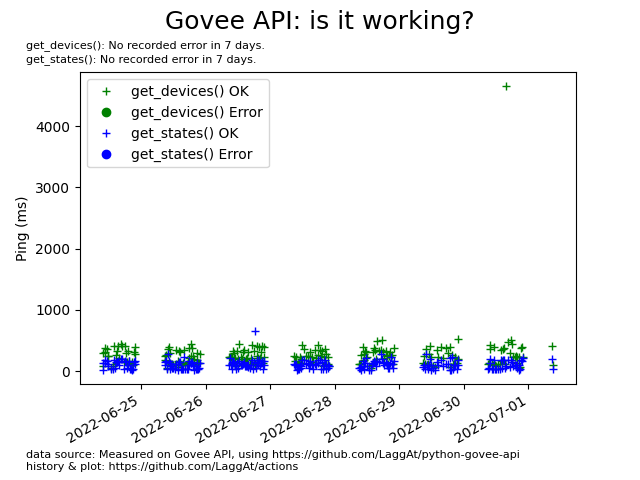 Govee API: is it working?
get_devices(): No recorded error in 7 days.
get_states(): No recorded error in 7 days.
get_devices() OK
get_devices() Error
get_states() OK
get_states() Error
Ping (ms)
4000
3000
2000
1000
0
2022-06-25
2022-06-26
2022-06-27
2022-06-28
2022-06-29
2022-06-30
2022-07-01
data source: Measured on Govee API, using https://github.com/LaggAt/python-govee-api
history & plot: https://github.com/LaggAt/actions